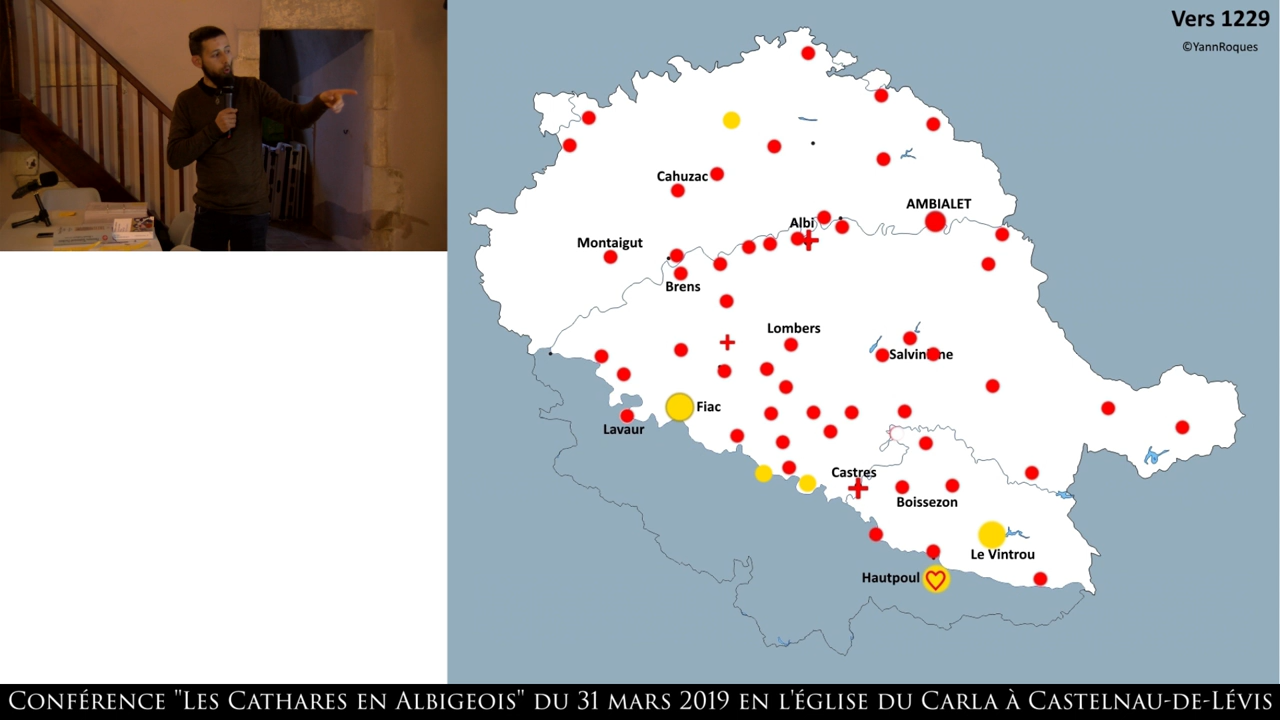 Vers 1229
©YannRoques
Cahuzac
AMBIALET
Albi
Montaigut
Brens
Lombers
Fiac
Lavaur
Castres
Boissezon
Le Vintrou
Hautpoul
CONFÉRENCE "LES CATHARES EN ALBIGEOIS" DU 31 MARS 2019 EN L'ÉGLISE DU CARLA À CASTELNAU-DE-LÉVIS